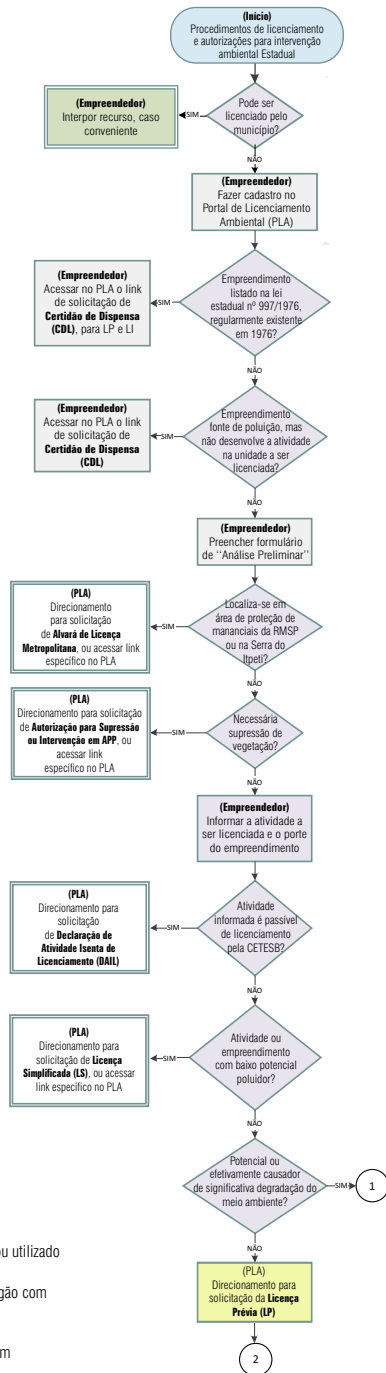 (Início)
Procedimentos de licenciamento
e autorizações para intervenção
ambiental Estadual
Pode ser
licenciado pelo
município?
SIM
(Empreendedor)
Interpor recurso, caso
conveniente
NÃO
(Empreendedor)
Fazer cadastro no
Portal de Licenciamento
Ambiental (PLA)
Empreendimento
listado na lei
estadual nº 997/1976,
regularmente existente
em 1976?
SIM
(Empreendedor)
Acessar no PLA o link
de solicitação de
Certidão de Dispensa
(CDL), para LP e LI
NÃO
Empreendimento
fonte de poluição, mas
não desenvolve a atividade
na unidade a ser
licenciada?
SIM
(Empreendedor)
Acessar no PLA o link
de solicitação de
Certidão de Dispensa
(CDL)
NÃO
(Empreendedor)
Preencher formulário
de “Análise Preliminar”
Localiza-se em
área de proteção de
mananciais da RMSP
ou na Serra do
Itpeti?
SIM
(PLA)
Direcionamento
para solicitação
de Alvará de Licença
Metropolitana, ou acessar link
específico no PLA
NÃO
Necessária
supressão de
vegetação?
SIM
(PLA)
Direcionamento para solicitação
de Autorização para Supressão
ou Intervenção em APP, ou
acessar link
específico no PLA
NÃO
(Empreendedor)
Informar a atividade a
ser licenciada e o porte
do empreendimento
Atividade
informada é passível
de licenciamento
pela CETESB?
SIM
(PLA)
Direcionamento para
solicitação
de Declaração de
Atividade Isenta de
Licenciamento (DAIL)
NÃO
Atividade ou
empreendimento
com baixo potencial
poluidor?
SIM
(PLA)
Direcionamento para
solicitação de Licença
Simplificada (LS), ou acessar
link específico no PLA
NÃO
Potencial ou
efetivamente causador
de significativa degradação do
meio ambiente?
SIM
1
NÃO
(PLA)
Direcionamento para
solicitação da Licença
Prévia (LP)
2
u utilizado
gão com
m